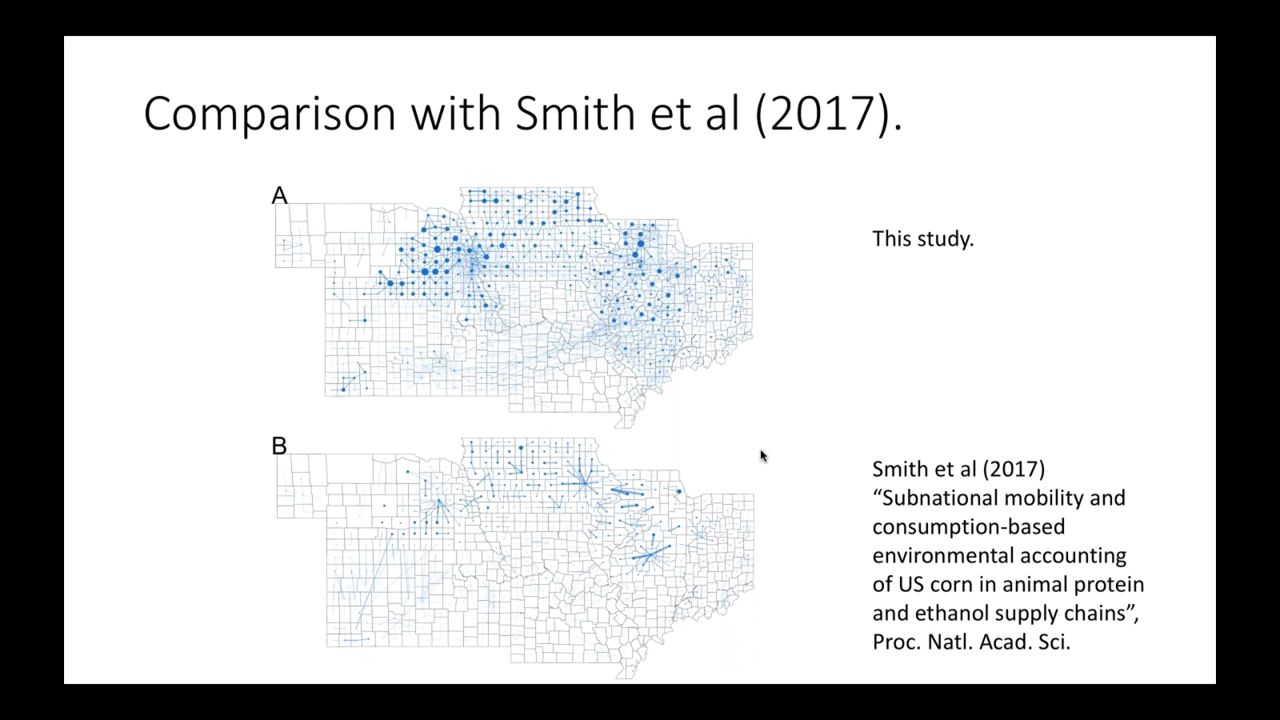 Comparison with Smith et al (2017).
A
This study.
B
Smith et al (2017)
“Subnational mobility and
consumption-based
environmental accounting
of US corn in animal protein
and ethanol supply chains”,
Proc. Natl. Acad. Sci.